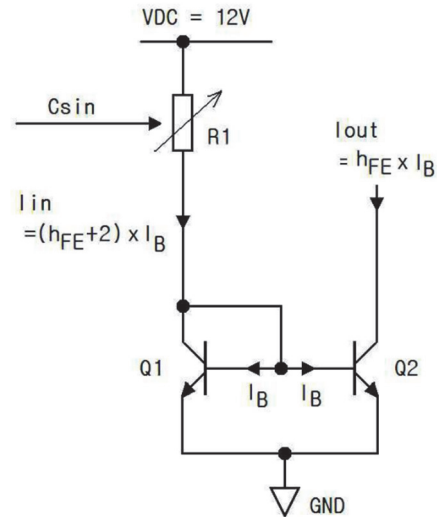 VDC = 12V
Csin
R1
Iout
= hFE x IB
Iin
=(hFE+2) x IB
Q1
IB
IB
Q2
GND